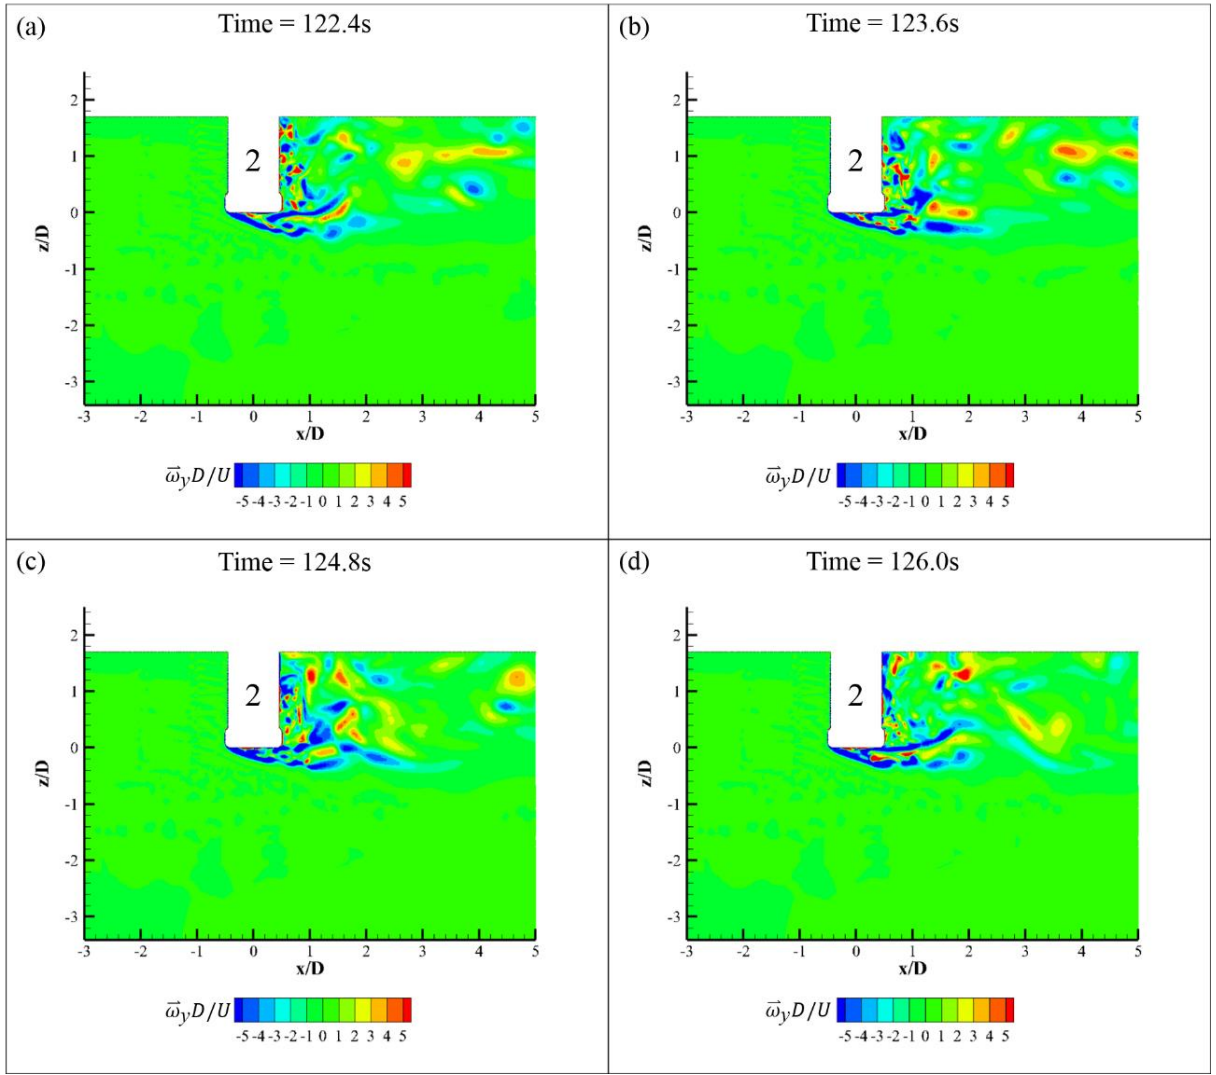 (a)
Time = 122.4s
2
1
0
-1
-2
-3
z/D
2
-3 -2 -1 0 1 2 3 4 5
x/D
ω⃗yD/U
-5 -4 -3 -2 -1 0 1 2 3 4 5
(b)
Time = 123.6s
2
1
0
-1
-2
-3
z/D
2
-3 -2 -1 0 1 2 3 4 5
x/D
ω⃗yD/U
-5 -4 -3 -2 -1 0 1 2 3 4 5
(c)
Time = 124.8s
2
1
0
-1
-2
-3
z/D
2
-3 -2 -1 0 1 2 3 4 5
x/D
ω⃗yD/U
-5 -4 -3 -2 -1 0 1 2 3 4 5
(d)
Time = 126.0s
2
1
0
-1
-2
-3
z/D
2
-3 -2 -1 0 1 2 3 4 5
x/D
ω⃗yD/U
-5 -4 -3 -2 -1 0 1 2 3 4 5